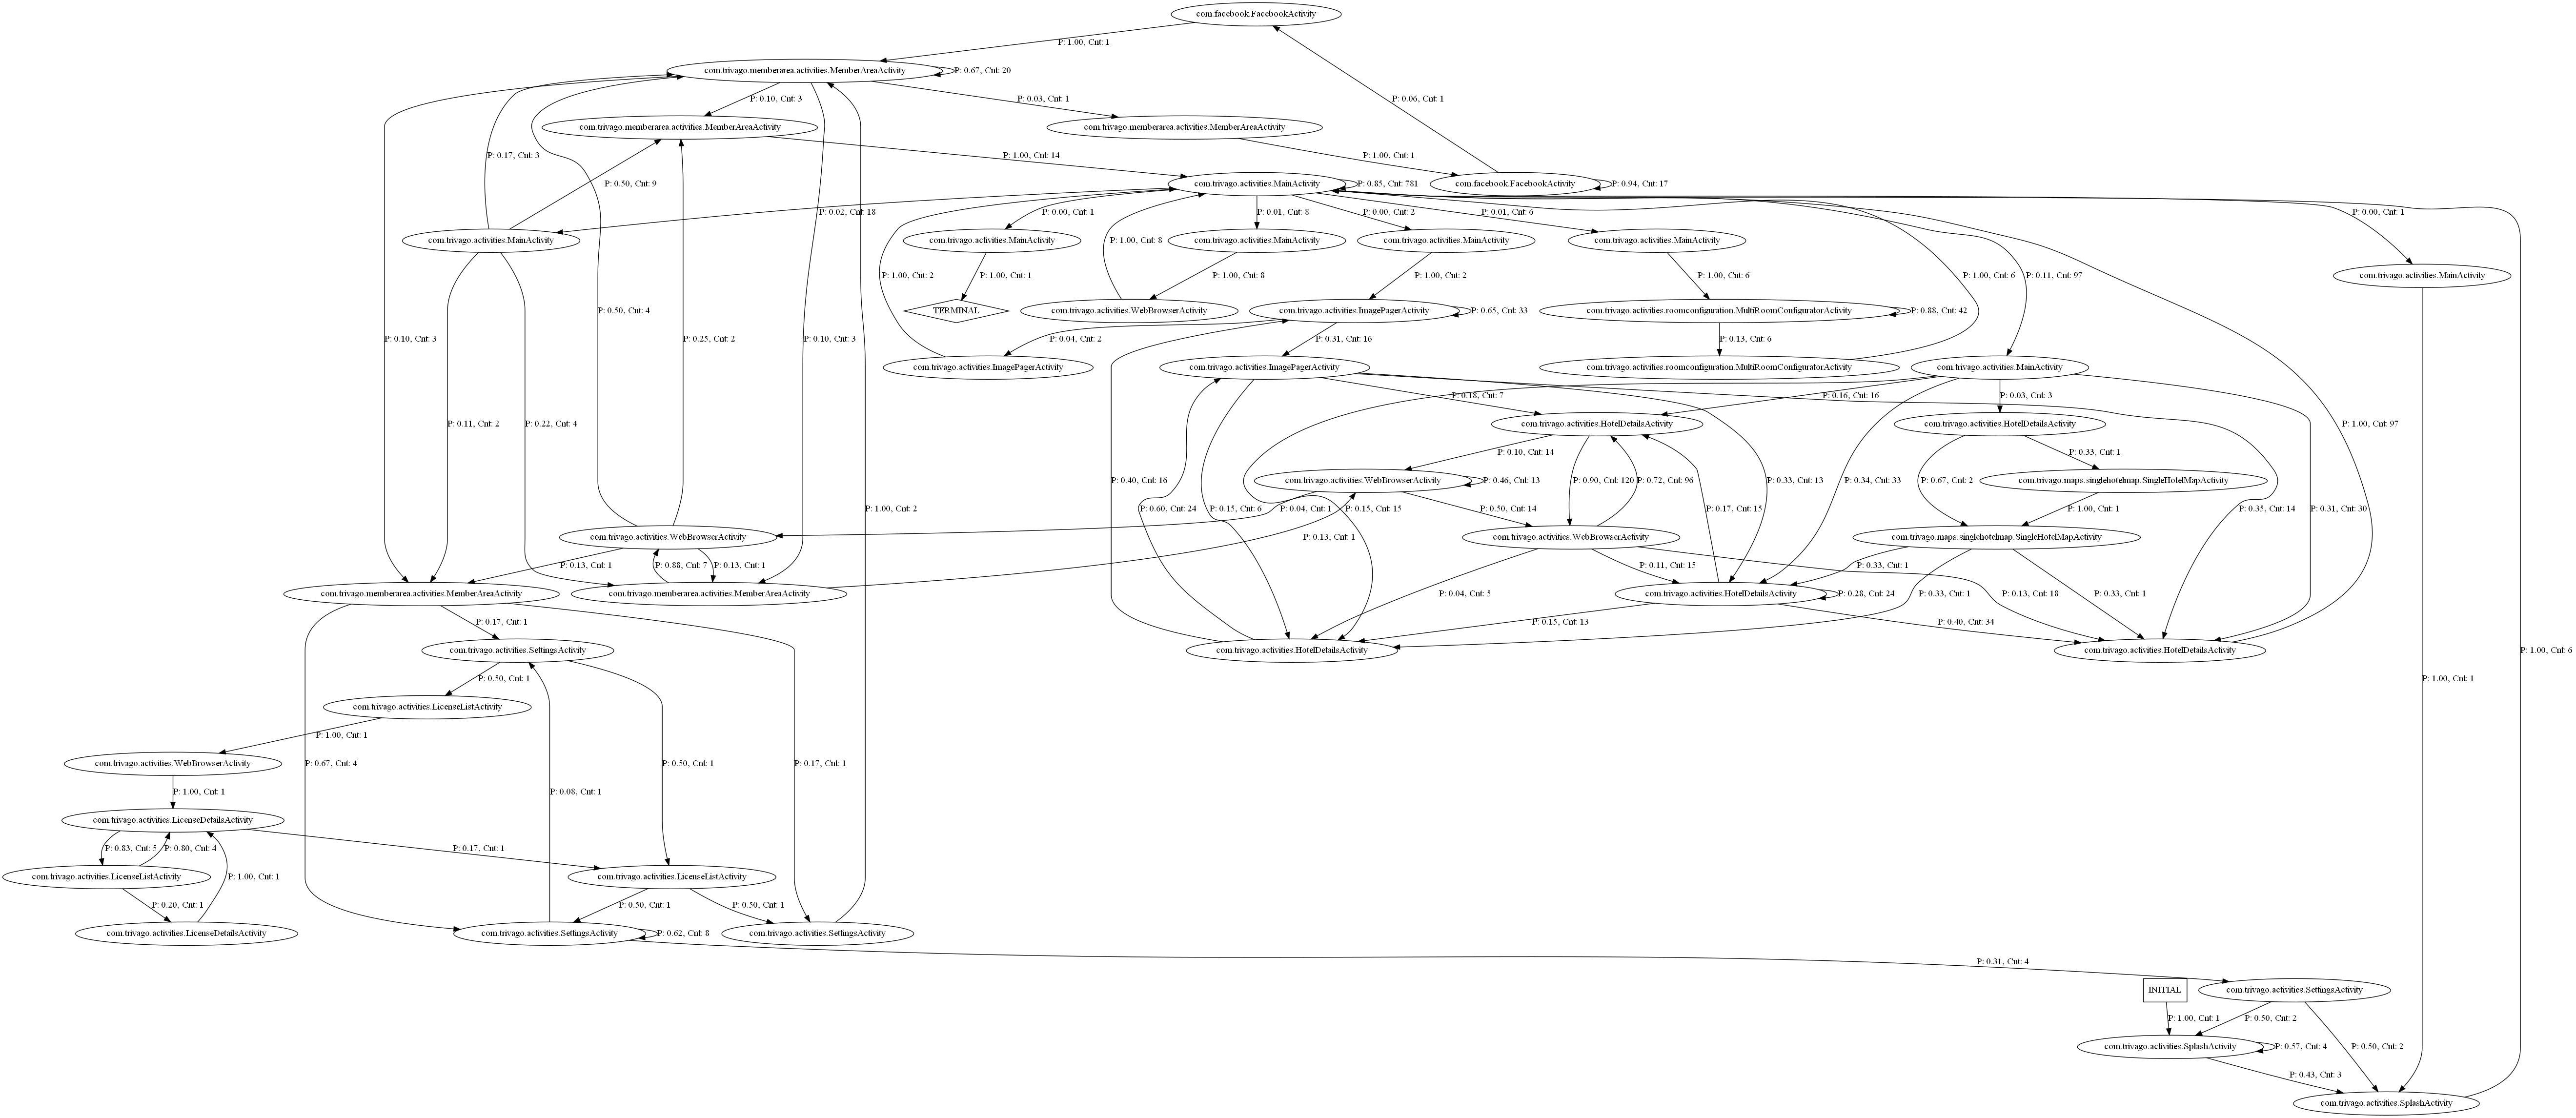 com.facebook.FacebookActivity
P: 1.00, Cnt: 1
com.trivago.memberarea.activities.MemberAreaActivity
P: 0.67, Cnt: 20
P: 0.10, Cnt: 3
P: 0.03, Cnt: 1
P: 0.06, Cnt: 1
com.trivago.memberarea.activities.MemberAreaActivity
com.trivago.memberarea.activities.MemberAreaActivity
P: 0.17, Cnt: 3
P: 1.00, Cnt: 14
P: 1.00, Cnt: 1
P: 0.50, Cnt: 9
com.trivago.activities.MainActivity
P: 0.85, Cnt: 781
com.facebook.FacebookActivity
P: 0.94, Cnt: 17
P: 0.02, Cnt: 18
P: 0.00, Cnt: 1
P: 0.01, Cnt: 8
P: 0.00, Cnt: 2
P: 0.01, Cnt: 6
P: 0.00, Cnt: 1
com.trivago.activities.MainActivity
com.trivago.activities.MainActivity
com.trivago.activities.MainActivity
com.trivago.activities.MainActivity
com.trivago.activities.MainActivity
P: 1.00, Cnt: 8
P: 1.00, Cnt: 2
P: 1.00, Cnt: 1
P: 1.00, Cnt: 8
P: 1.00, Cnt: 2
P: 1.00, Cnt: 6
P: 1.00, Cnt: 6
P: 0.11, Cnt: 97
com.trivago.activities.MainActivity
P: 0.50, Cnt: 4
TERMINAL
com.trivago.activities.WebBrowserActivity
com.trivago.activities.ImagePagerActivity
P: 0.65, Cnt: 33
com.trivago.activities.roomconfiguration.MultiRoomConfiguratorActivity
P: 0.88, Cnt: 42
P: 0.10, Cnt: 3
P: 0.25, Cnt: 2
P: 0.10, Cnt: 3
P: 0.04, Cnt: 2
P: 0.31, Cnt: 16
P: 0.13, Cnt: 6
com.trivago.activities.ImagePagerActivity
com.trivago.activities.ImagePagerActivity
com.trivago.activities.roomconfiguration.MultiRoomConfiguratorActivity
com.trivago.activities.MainActivity
P: 0.18, Cnt: 7
P: 0.16, Cnt: 16
P: 0.03, Cnt: 3
P: 0.11, Cnt: 2
P: 0.22, Cnt: 4
com.trivago.activities.HotelDetailsActivity
com.trivago.activities.HotelDetailsActivity
P: 1.00, Cnt: 97
P: 0.10, Cnt: 14
P: 0.33, Cnt: 1
P: 0.40, Cnt: 16
com.trivago.activities.WebBrowserActivity
P: 0.46, Cnt: 13
P: 0.90, Cnt: 120
P: 0.72, Cnt: 96
P: 0.33, Cnt: 13
P: 0.34, Cnt: 33
P: 0.67, Cnt: 2
com.trivago.maps.singlehotelmap.SingleHotelMapActivity
P: 1.00, Cnt: 2
P: 0.60, Cnt: 24
P: 0.15, Cnt: 6
P: 0.04, Cnt: 1
P: 0.15, Cnt: 15
P: 0.50, Cnt: 14
P: 0.17, Cnt: 15
P: 1.00, Cnt: 1
P: 0.35, Cnt: 14
P: 0.31, Cnt: 30
com.trivago.activities.WebBrowserActivity
P: 0.13, Cnt: 1
com.trivago.activities.WebBrowserActivity
com.trivago.maps.singlehotelmap.SingleHotelMapActivity
P: 0.13, Cnt: 1
P: 0.88, Cnt: 7
P: 0.13, Cnt: 1
P: 0.11, Cnt: 15
P: 0.33, Cnt: 1
com.trivago.memberarea.activities.MemberAreaActivity
com.trivago.memberarea.activities.MemberAreaActivity
P: 0.04, Cnt: 5
com.trivago.activities.HotelDetailsActivity
P: 0.28, Cnt: 24
P: 0.33, Cnt: 1
P: 0.13, Cnt: 18
P: 0.33, Cnt: 1
P: 0.17, Cnt: 1
P: 0.15, Cnt: 13
P: 0.40, Cnt: 34
com.trivago.activities.SettingsActivity
com.trivago.activities.HotelDetailsActivity
com.trivago.activities.HotelDetailsActivity
P: 1.00, Cnt: 6
P: 0.50, Cnt: 1
P: 1.00, Cnt: 1
com.trivago.activities.LicenseListActivity
P: 1.00, Cnt: 1
com.trivago.activities.WebBrowserActivity
P: 0.67, Cnt: 4
P: 0.50, Cnt: 1
P: 0.17, Cnt: 1
P: 1.00, Cnt: 1
P: 0.08, Cnt: 1
com.trivago.activities.LicenseDetailsActivity
P: 0.83, Cnt: 5
P: 0.80, Cnt: 4
P: 0.17, Cnt: 1
com.trivago.activities.LicenseListActivity
P: 1.00, Cnt: 1
com.trivago.activities.LicenseListActivity
P: 0.20, Cnt: 1
P: 0.50, Cnt: 1
P: 0.50, Cnt: 1
com.trivago.activities.LicenseDetailsActivity
com.trivago.activities.SettingsActivity
P: 0.62, Cnt: 8
com.trivago.activities.SettingsActivity
P: 0.31, Cnt: 4
INITIAL
com.trivago.activities.SettingsActivity
P: 1.00, Cnt: 1
P: 0.50, Cnt: 2
com.trivago.activities.SplashActivity
P: 0.57, Cnt: 4
P: 0.50, Cnt: 2
P: 0.43, Cnt: 3
com.trivago.activities.SplashActivity